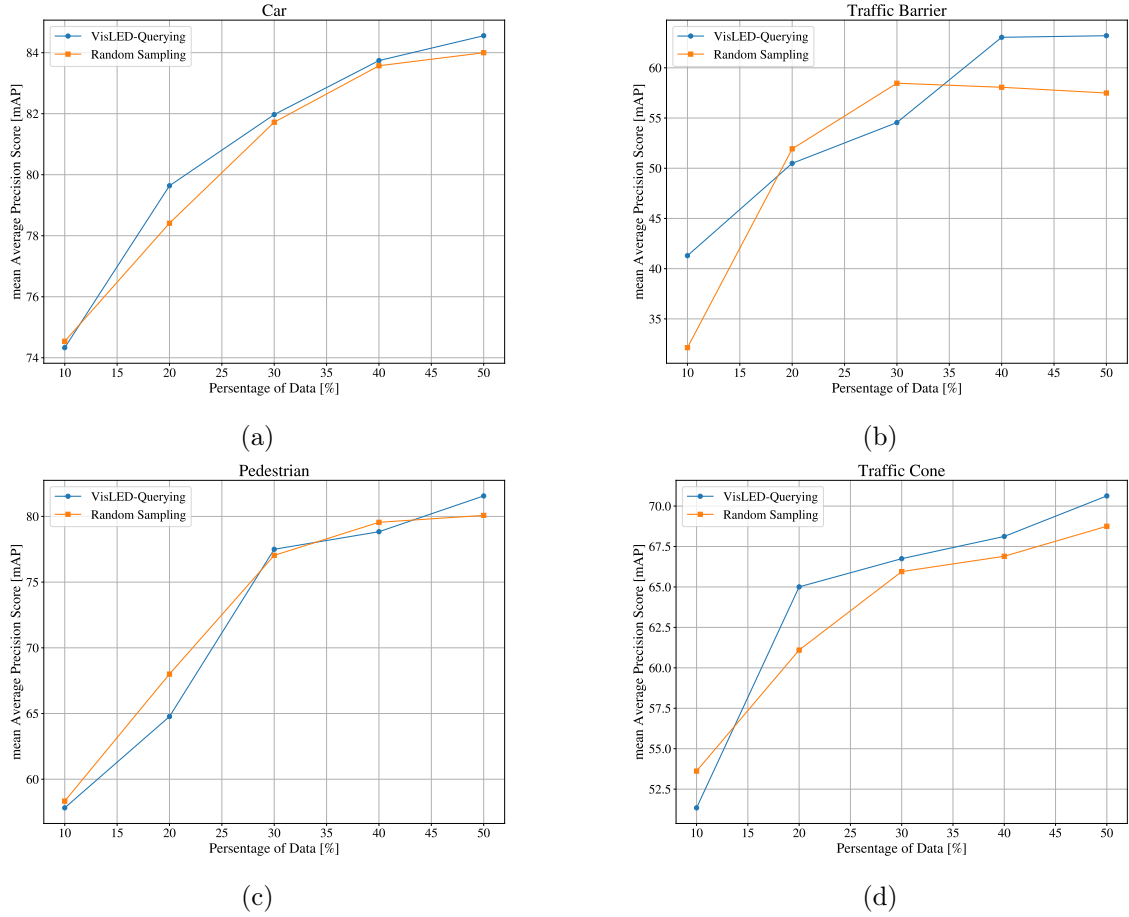 Car
mean Average Precision Score [mAP]
84
82
80
78
76
74
VisLED-Querying
Random Sampling
10 15 20 25 30 35 40 45 50
Persentage of Data [%]
(a)
Traffic Barrier
mean Average Precision Score [mAP]
60
55
50
45
40
35
VisLED-Querying
Random Sampling
10 15 20 25 30 35 40 45 50
Persentage of Data [%]
(b)
Pedestrian
mean Average Precision Score [mAP]
80
75
70
65
60
VisLED-Querying
Random Sampling
10 15 20 25 30 35 40 45 50
Persentage of Data [%]
(c)
Traffic Cone
mean Average Precision Score [mAP]
70.0
67.5
65.0
62.5
60.0
57.5
55.0
52.5
VisLED-Querying
Random Sampling
10 15 20 25 30 35 40 45 50
Persentage of Data [%]
(d)